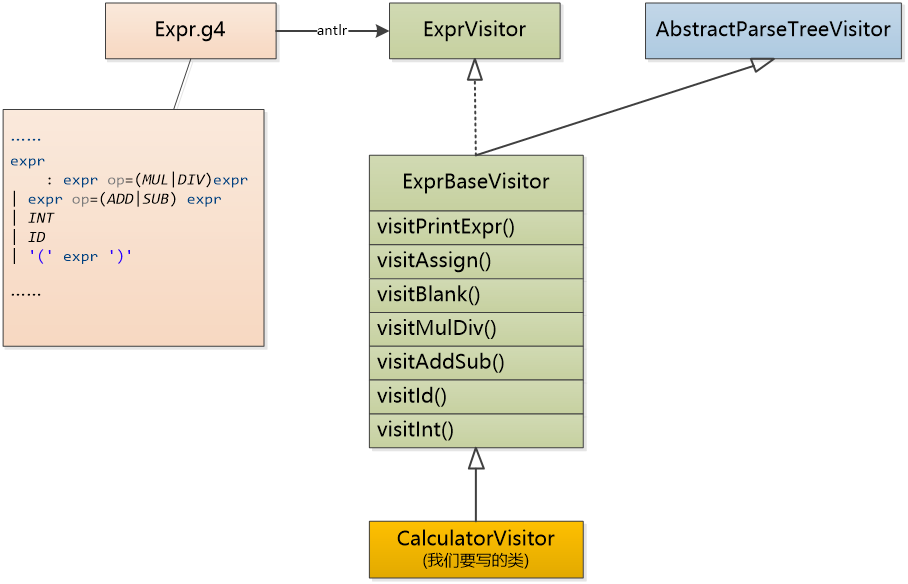 Expr.g4
antlr
ExprVisitor
AbstractParseTreeVisitor
......
expr
: expr op=(MUL|DIV)expr
| expr op=(ADD|SUB) expr
| INT
| ID
| '(' expr ')'
......
ExprBaseVisitor
visitPrintExpr()
visitAssign()
visitBlank()
visitMulDiv()
visitAddSub()
visitId()
visitInt()
CalculatorVisitor
(我们要写的类)